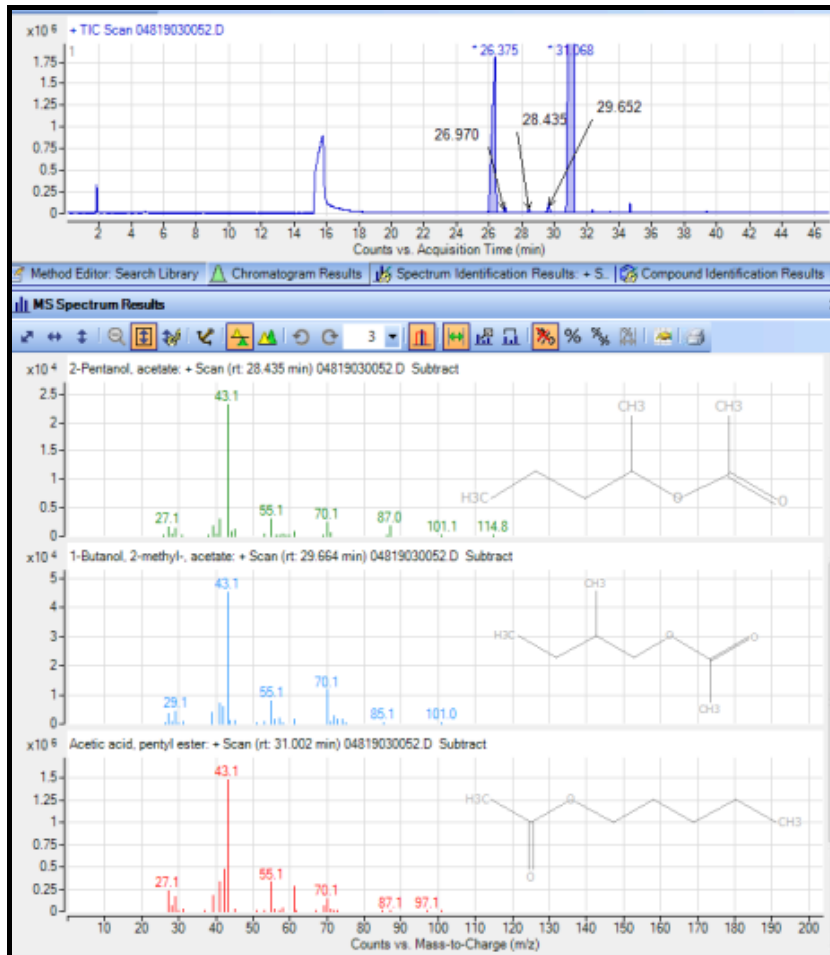 x10 6 + TIC Scan 04819030052.D
1
* 26.375 * 31.068
1.75
1.5
1.25
1
0.75
0.5
0.25
0
26.970 28.435 29.652
2 4 6 8 10 12 14 16 18 20 22 24 26 28 30 32 34 36 38 40 42 44 46
Counts vs. Acquisition Time (min)
Method Editor: Search Library Chromatogram Results Spectrum Identification Results: + S.. Compound Identification Results
MS Spectrum Results
3
x10 4 2-Pentanol, acetate: + Scan (rt: 28.435 min) 04819030052.D Subtract
2.5
2
1.5
1
0.5
0
43.1
27.1 55.1 70.1 87.0 101.1 114.8
CH3 CH3
H3C O O
x10 4 1-Butanol, 2-methyl-, acetate: + Scan (rt: 29.664 min) 04819030052.D Subtract
5
4
3
2
1
0
43.1
29.1 55.1 70.1 85.1 101.0
CH3
H3C O O
CH3
x10 6 Acetic acid, pentyl ester: + Scan (rt: 31.002 min) 04819030052.D Subtract
1.5
1.25
1
0.75
0.5
0.25
0
43.1
27.1 55.1 70.1 87.1 97.1
H3C O
CH3
O
10 20 30 40 50 60 70 80 90 100 110 120 130 140 150 160 170 180 190 200
Counts vs. Mass-to-Charge (m/z)